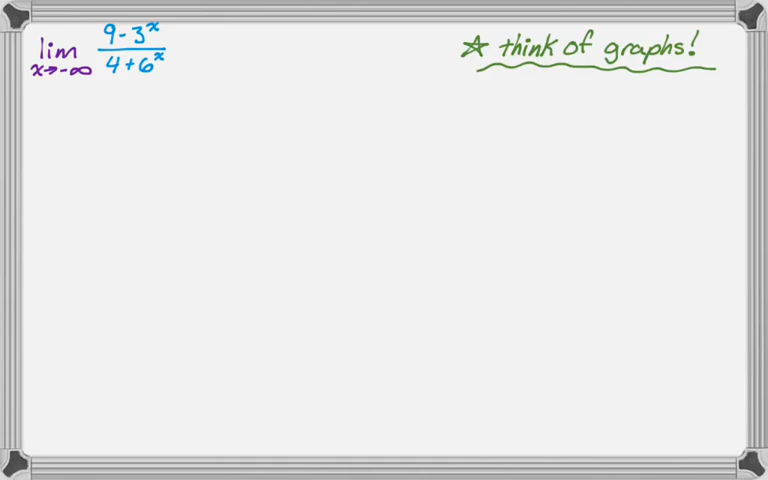 lim x→-∞ (9-3^x)/(4+6^x)
☆ think of graphs!